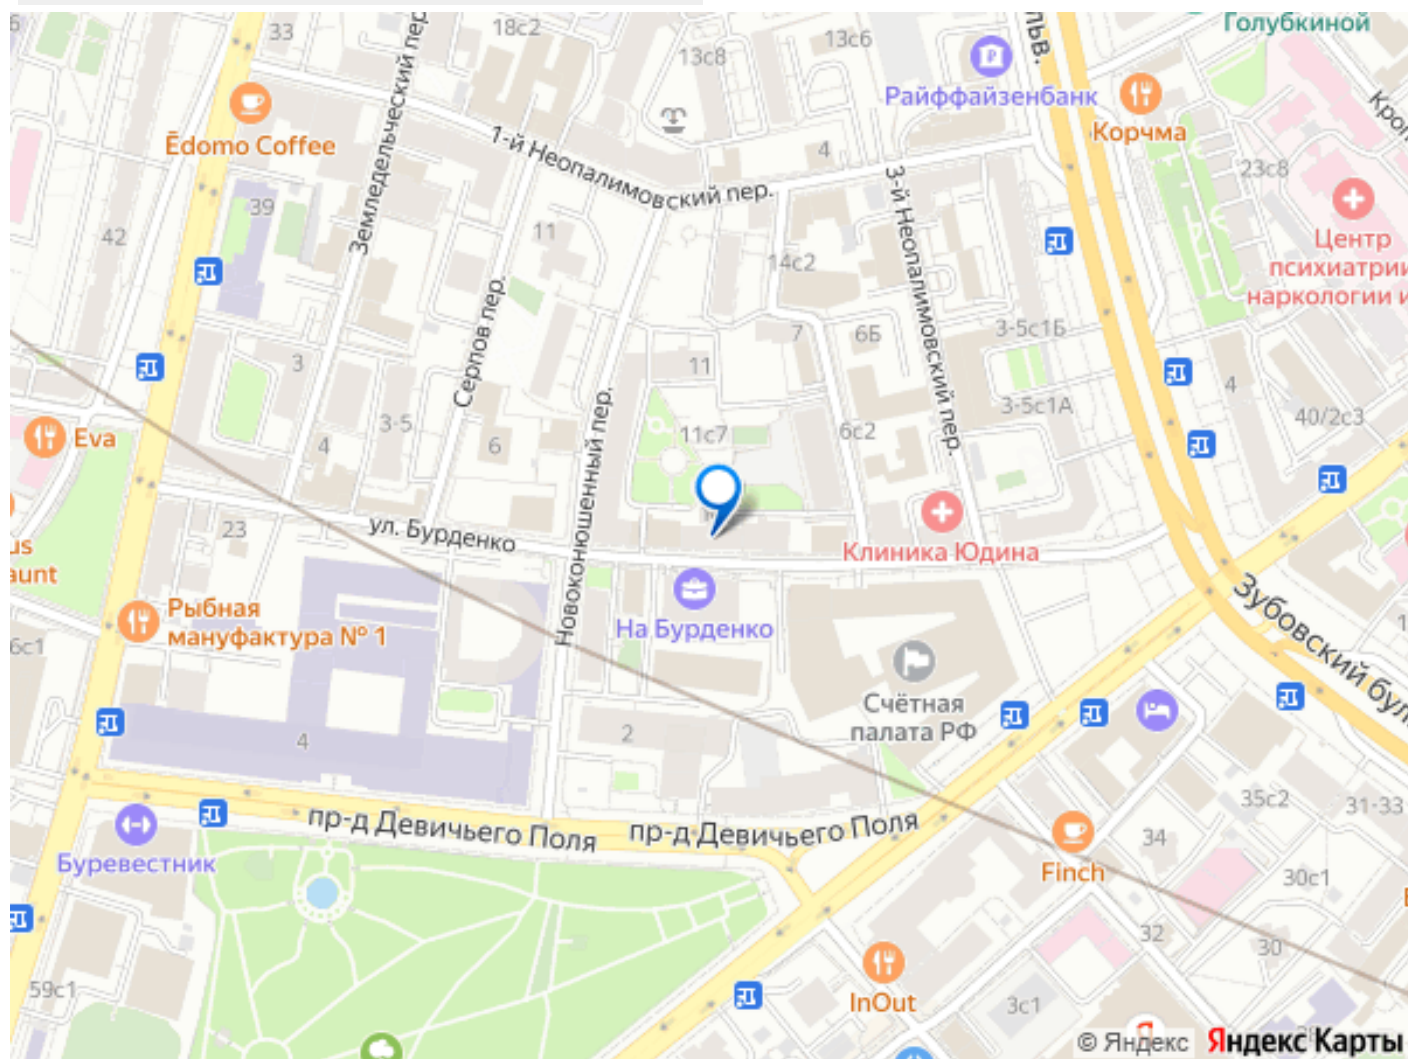 Голубкиной
33
18с2
13с6
13с8
ЛЬВ.
Райффайзенбанк
Корчма
Ēdomo Coffee
1-й Неопалимовский пер.
Земледельческий пер
4
23с8
3-й Неопалимовский пер.
39
42
11
14с2
Центр
психиатрии
наркологии и
Серпов пер.
7
6Б
3-5с1Б
3
11
4
3-5с1А
40/2с3
Новоконюшенный пер.
3-5
6
4
11с7
6с2
Eva
23
ул. Бурденко
Клиника Юдина
us
aunt
Рыбная
мануфактура № 1
На Бурденко
Зубовский бул
6с1
Счётная
палата РФ
2
4
35с2
31-33
пр-д Девичьего Поля
пр-д Девичьего Поля
34
Буревестник
Finch
30с1
32
30
59с1
InOut
3с1
© Яндекс
Яндекс Карты